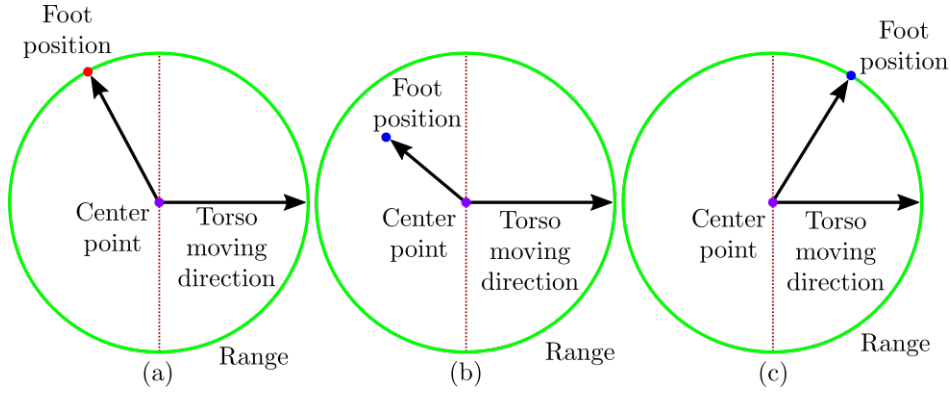 Foot
position
Center
point
Torso
moving
direction
Range
(a)
Foot
position
Center
point
Torso
moving
direction
Range
(b)
Foot
position
Center
point
Torso
moving
direction
Range
(c)